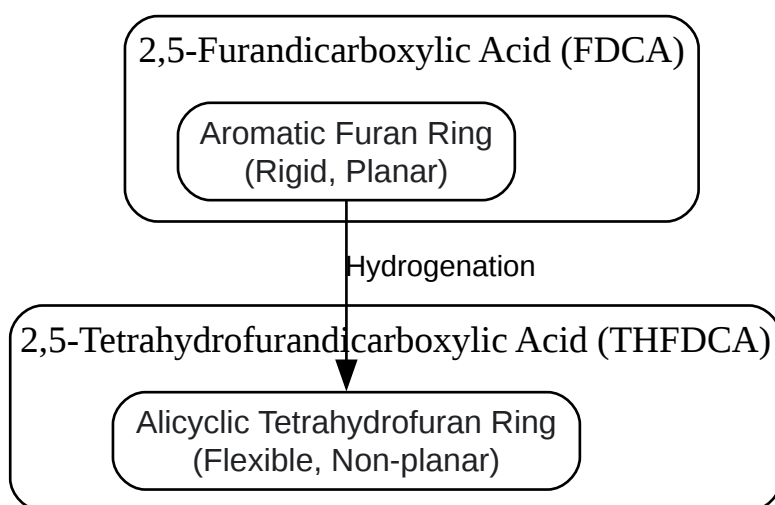 2,5-Furandicarboxylic Acid (FDCA)
Aromatic Furan Ring
(Rigid, Planar)
Hydrogenation
2,5-Tetrahydrofurandicarboxylic Acid (THFDCA)
Alicyclic Tetrahydrofuran Ring
(Flexible, Non-planar)